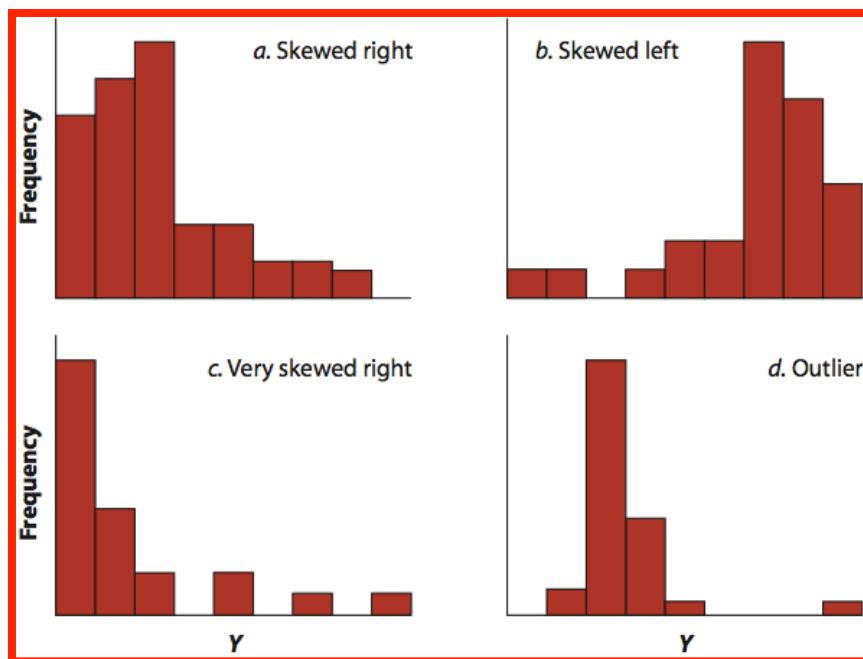 a. Skewed right
b. Skewed left
Frequency
c. Very skewed right
d. Outlier
Frequency
Y
Y